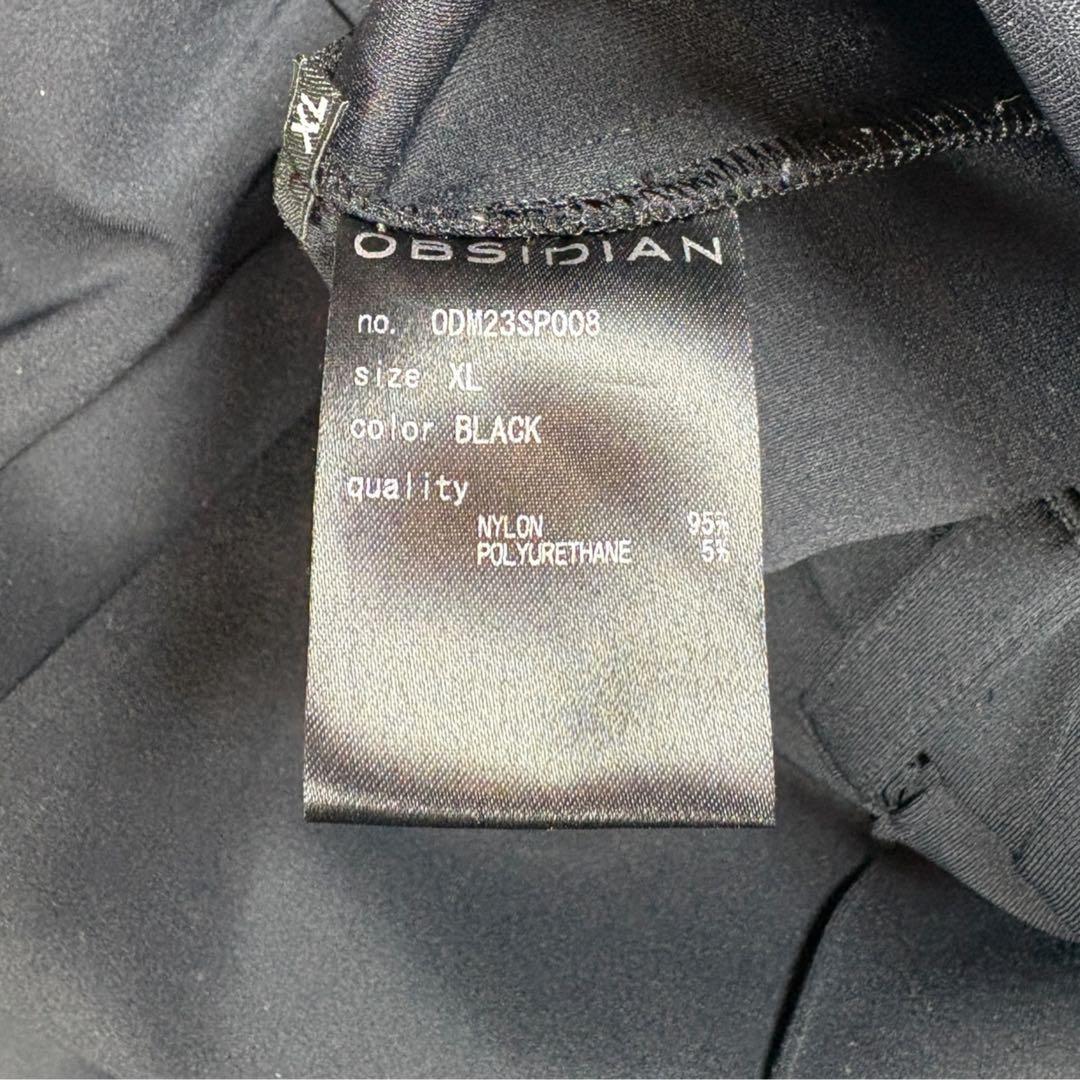 XL
OBSIDIAN
no. ODM23SP008
size XL
color BLACK
quality
NYLON 95%
POLYURETHANE 5%